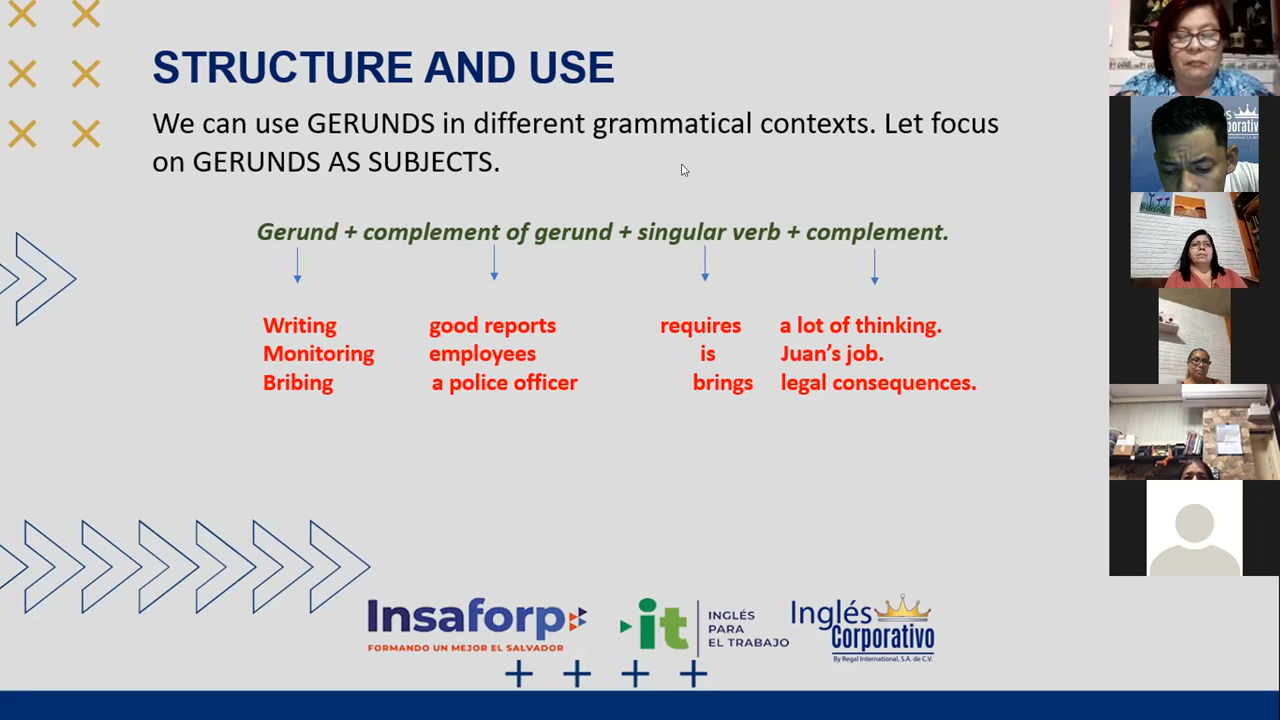 STRUCTURE AND USE
We can use GERUNDS in different grammatical contexts. Let focus
on GERUNDS AS SUBJECTS.
Gerund + complement of gerund + singular verb + complement.
Writing good reports requires a lot of thinking.
Monitoring employees is Juan's job.
Bribing a police officer brings legal consequences.
Insaforp
FORMANDO UN MEJOR EL SALVADOR
it
INGLÉS
PARA
EL TRABAJO
Inglés
Corporativo
By Regal International, S.A. de C.V.